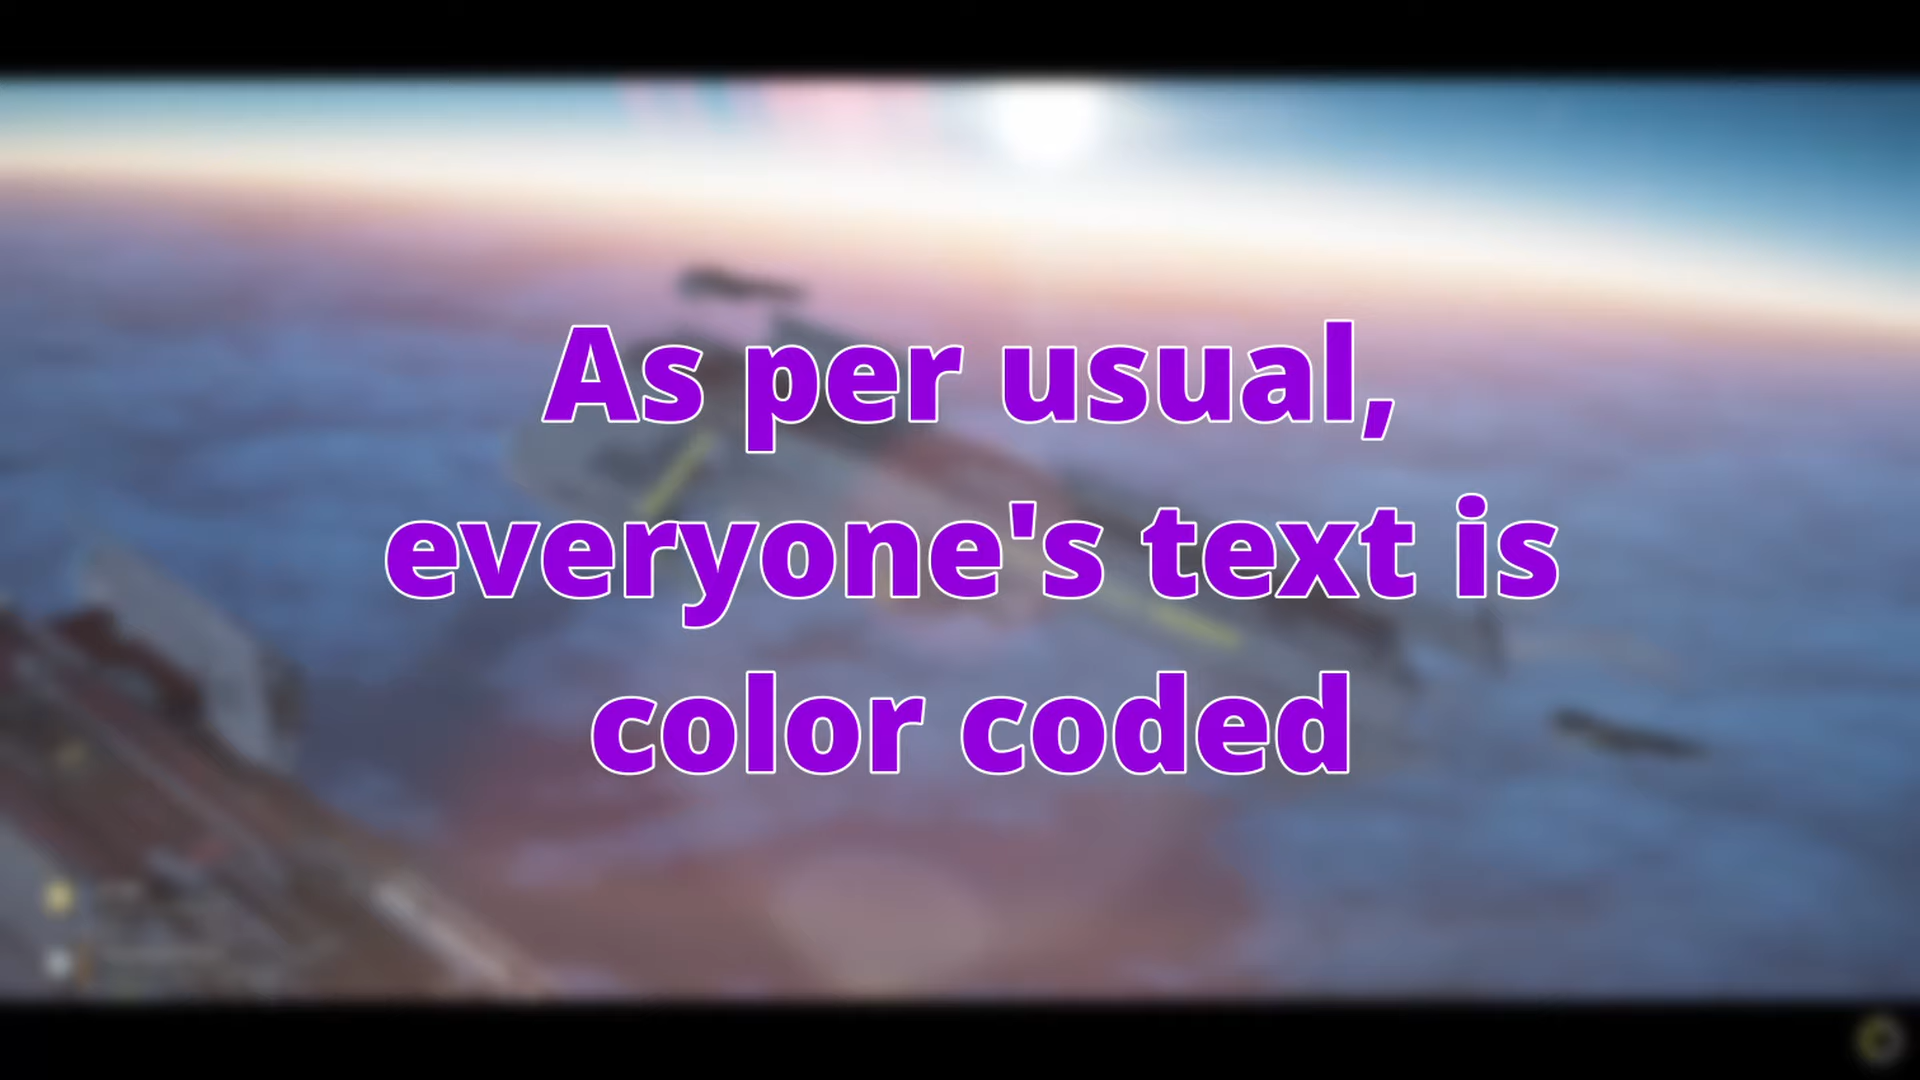 As per usual,
everyone's text is
color coded